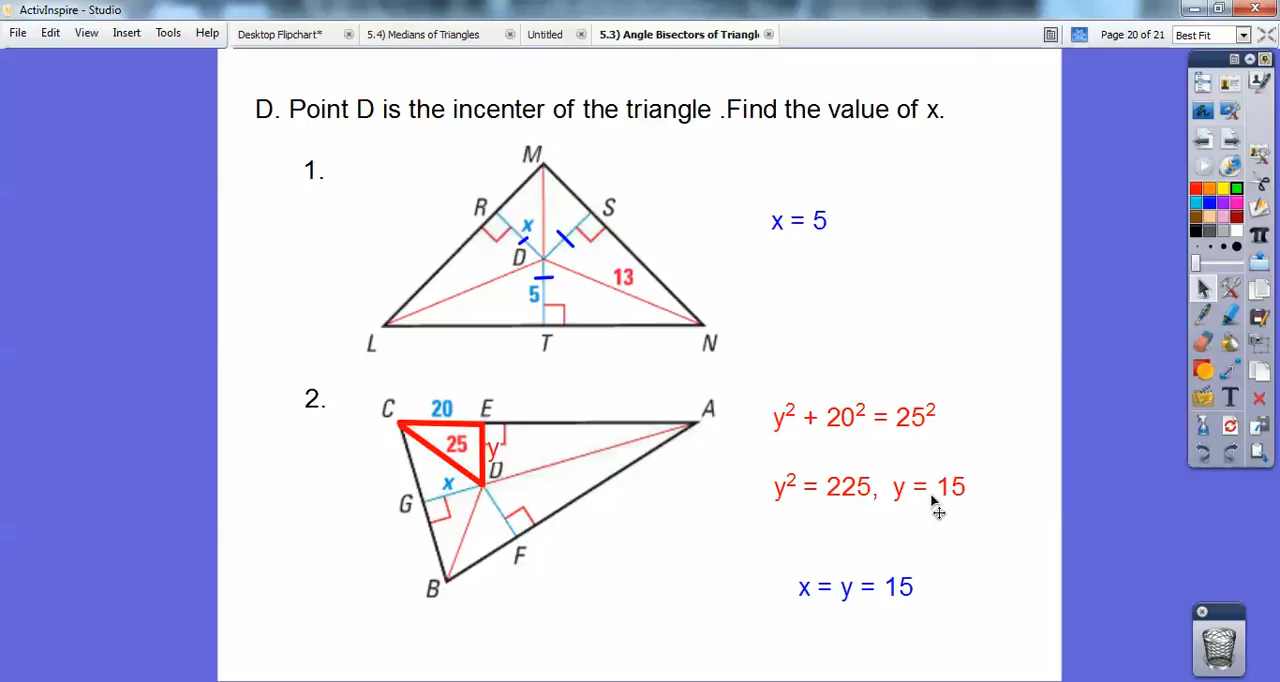 ActivInspire - Studio
File Edit View Insert Tools Help
Desktop Flipchart* 5.4) Medians of Triangles Untitled 5.3) Angle Bisectors of Triangl
Page 20 of 21 Best Fit
D. Point D is the incenter of the triangle .Find the value of x.
1.
M
R
S
x
D
13
5
L
T
N
x = 5
2.
C
20
E
A
25
y
D
x
G
F
B
y² + 20² = 25²
y² = 225, y = 15
x = y = 15